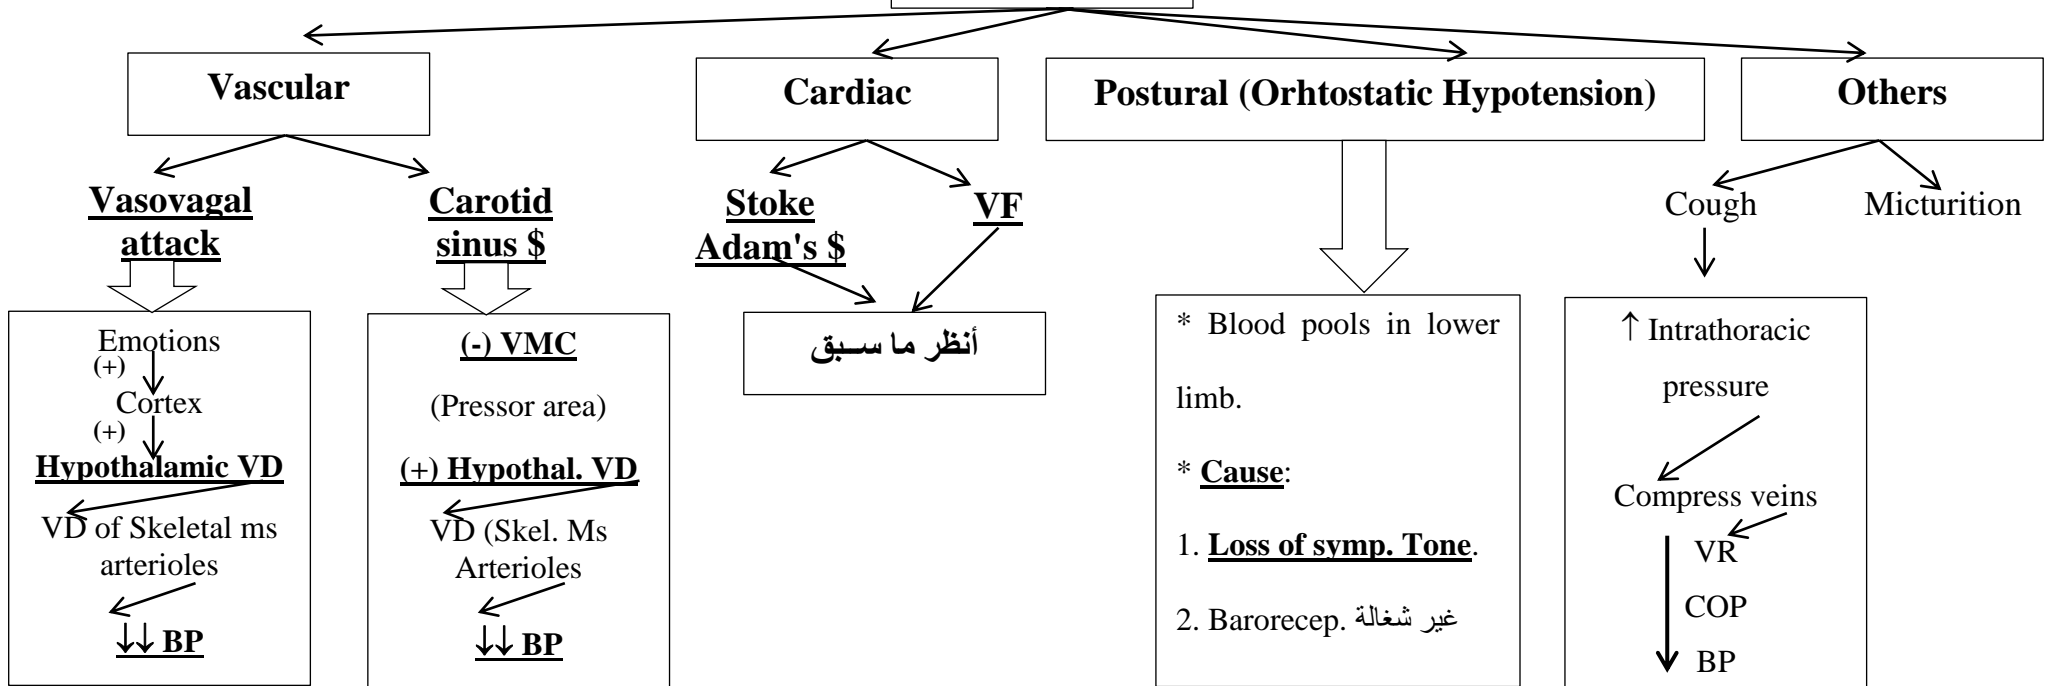 Vascular
Cardiac
Postural (Orhtostatic Hypotension)
Others
Vasovagal
attack
Carotid
sinus $
Stoke
Adam's $
VF
Cough
Micturition
Emotions
(+)
Cortex
(+)
Hypothalamic VD
VD of Skeletal ms
arterioles
↓↓ BP
(-) VMC
(Pressor area)
(+) Hypothal. VD
VD (Skel. Ms
Arterioles
↓↓ BP
أنظر ما سبق
* Blood pools in lower
limb.
* Cause:
1. Loss of symp. Tone.
2. Barorecep. غير شغالة
↑ Intrathoracic
pressure
Compress veins
VR
COP
BP